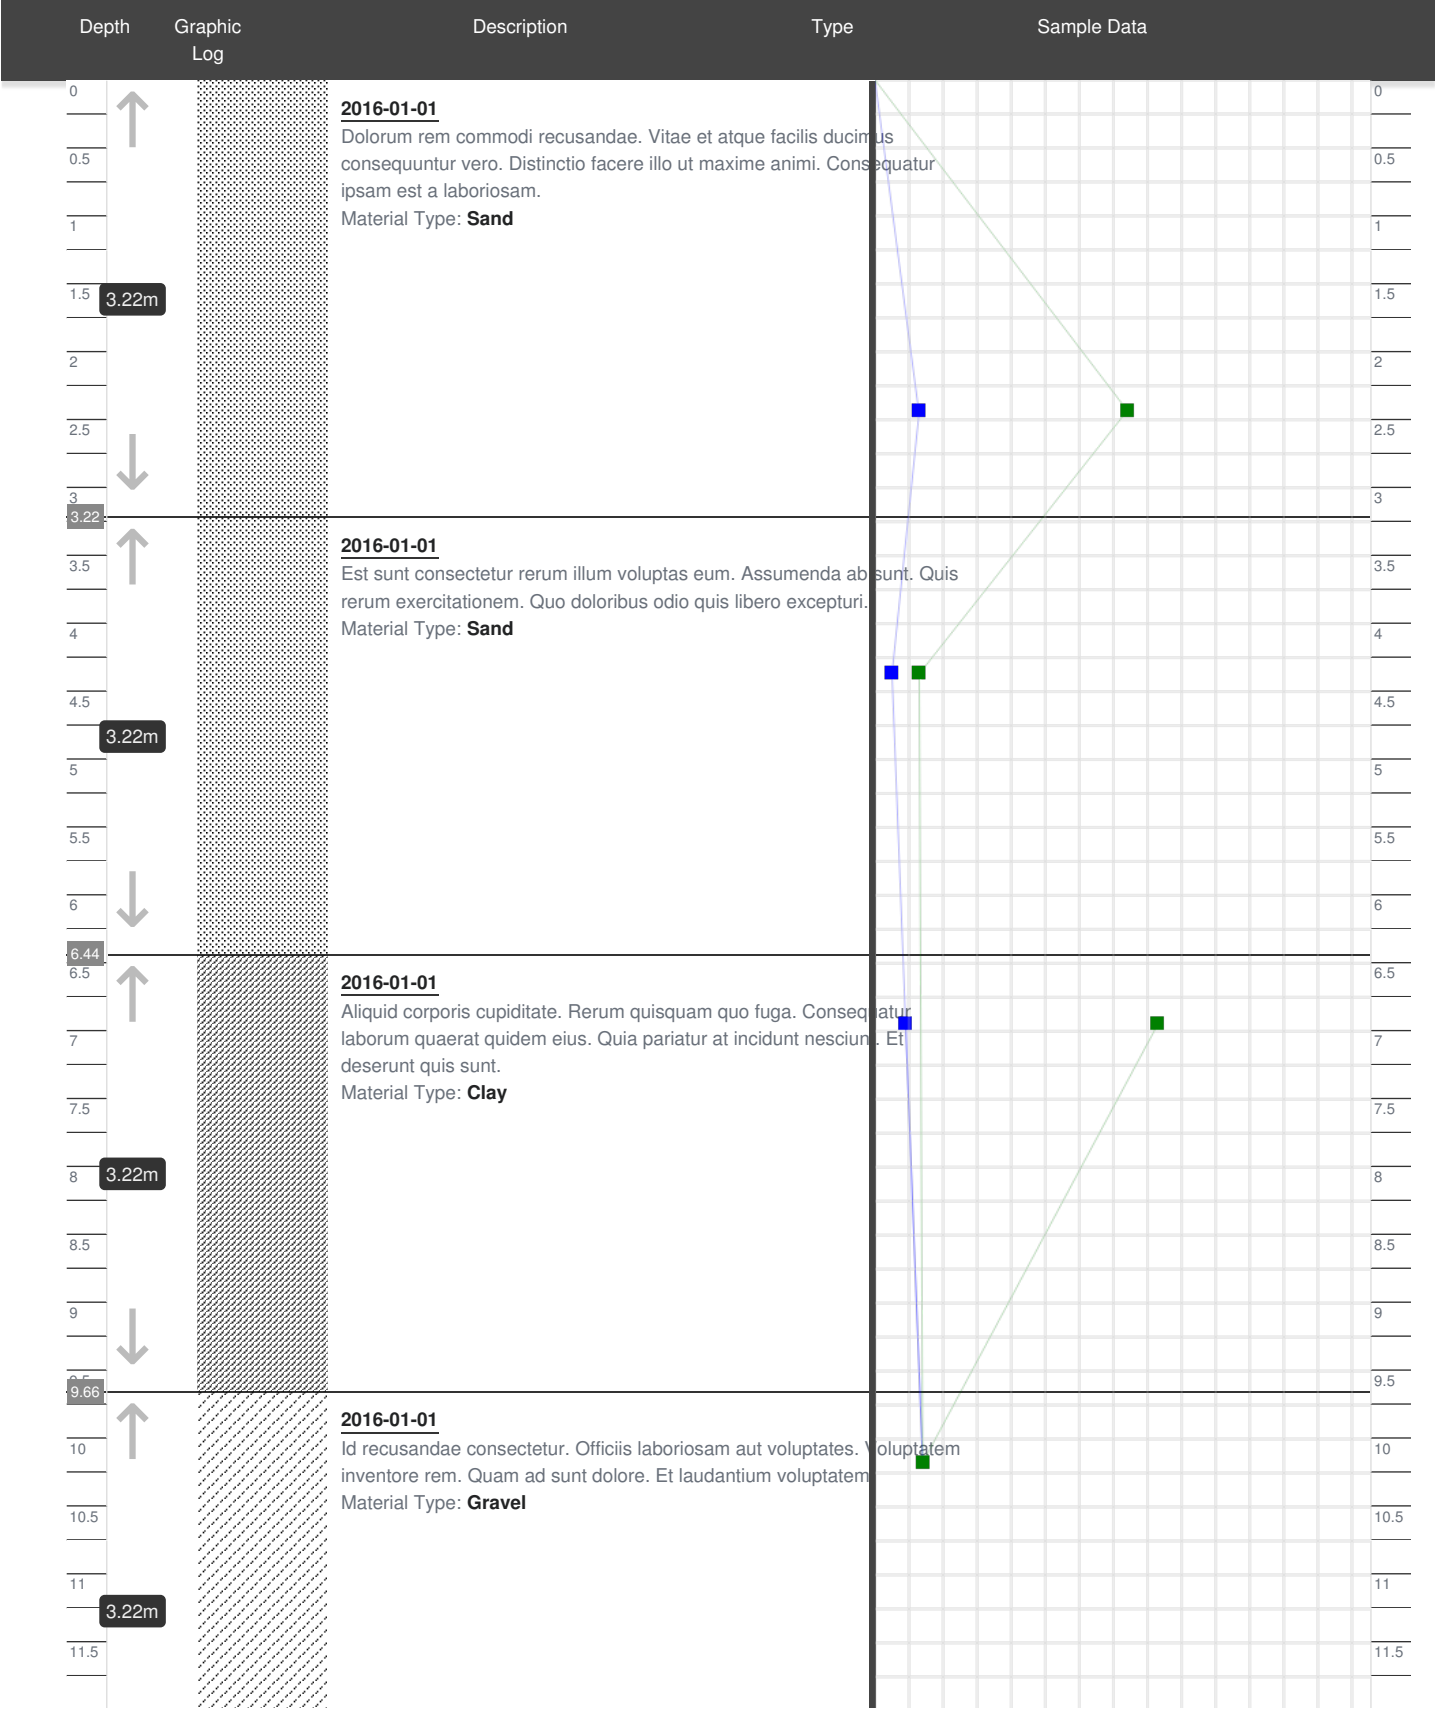 Depth Graphic Log Description Type Sample Data
0 0
2016-01-01
Dolorum rem commodi recusandae. Vitae et atque facilis ducimus
0.5 consequuntur vero. Distinctio facere illo ut maxime animi. Consequatur 0.5
ipsam est a laboriosam.
1 Material Type: Sand 1
1.5 3.22m 1.5
2 2
2.5 2.5
3 3
3.22
2016-01-01
3.5 Est sunt consectetur rerum illum voluptas eum. Assumenda ab sunt. Quis 3.5
rerum exercitationem. Quo doloribus odio quis libero excepturi.
4 Material Type: Sand 4
4.5 4.5
3.22m
5 5
5.5 5.5
6 6
6.44
6.5 2016-01-01 6.5
Aliquid corporis cupiditate. Rerum quisquam quo fuga. Consequatur
7 laborum quaerat quidem eius. Quia pariatur at incidunt nesciunt. Et 7
deserunt quis sunt.
Material Type: Clay
7.5 7.5
8 3.22m 8
8.5 8.5
9 9
9.5
9.66
2016-01-01
10 Id recusandae consectetur. Officiis laboriosam aut voluptates. Voluptatem 10
inventore rem. Quam ad sunt dolore. Et laudantium voluptatem
Material Type: Gravel
10.5 10.5
11 11
3.22m
11.5 11.5